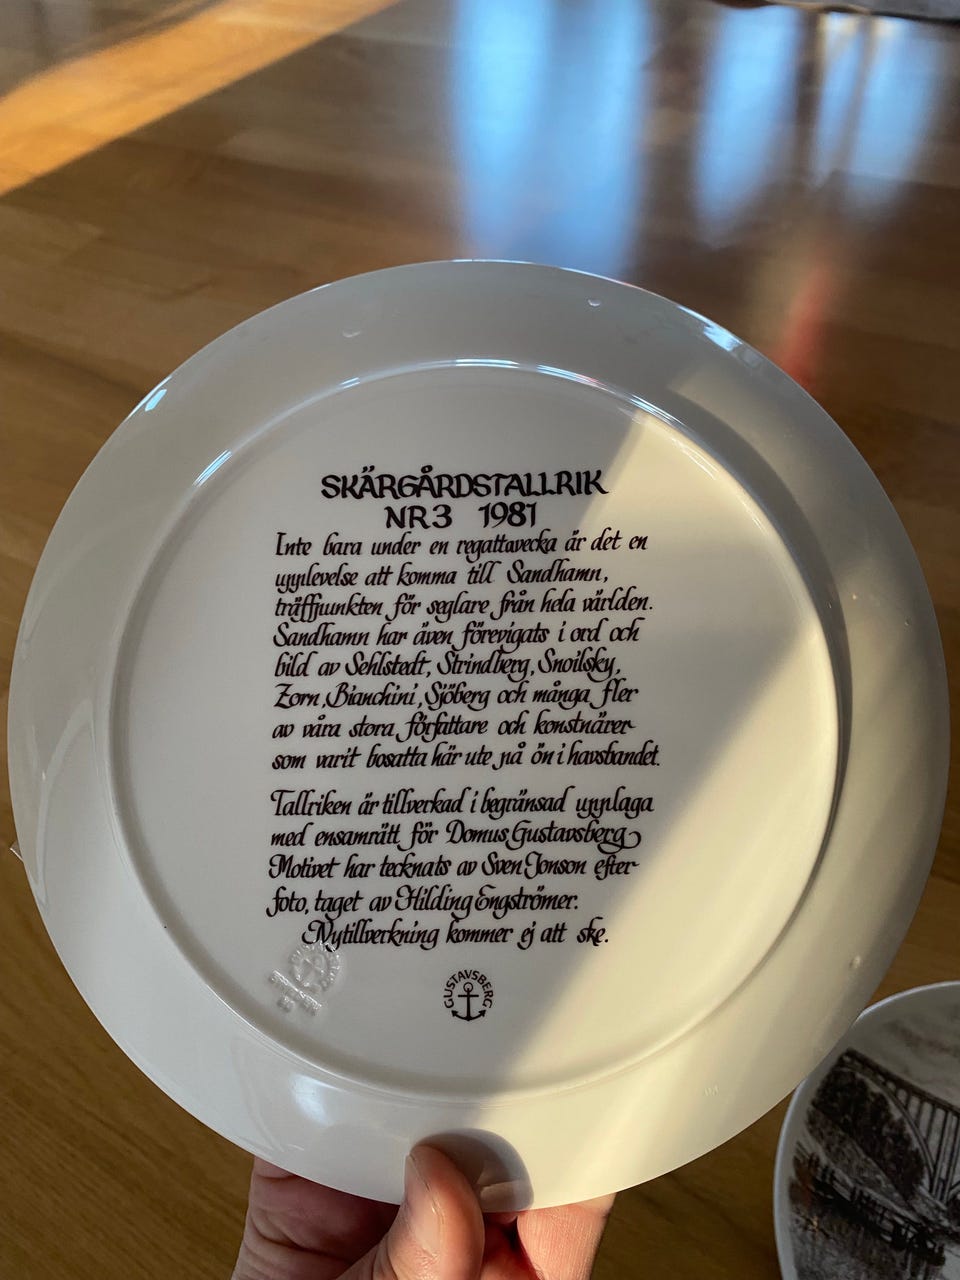 SKÄRGÅRDSTALLRIK
NR 3 1981
Inte bara under en regattavecka är det en
upplevelse att komma till Sandhamn,
träffpunkten för seglare från hela världen.
Sandhamn har även förevigats i ord och
bild av Sehlstedt, Strindberg, Snoilsky,
Zorn, Bianchini, Sjöberg och många fler
av våra stora författare och konstnärer
som varit bosatta här ute på ön i havsbandet.
Tallriken är tillverkad i begränsad upplaga
med ensamrätt för Domus, Gustavsberg
Motivet har tecknats av Sven Jonson efter
foto, taget av Hilding Engströmer.
Nytillverkning kommer ej att ske.
GUSTAVSBERG